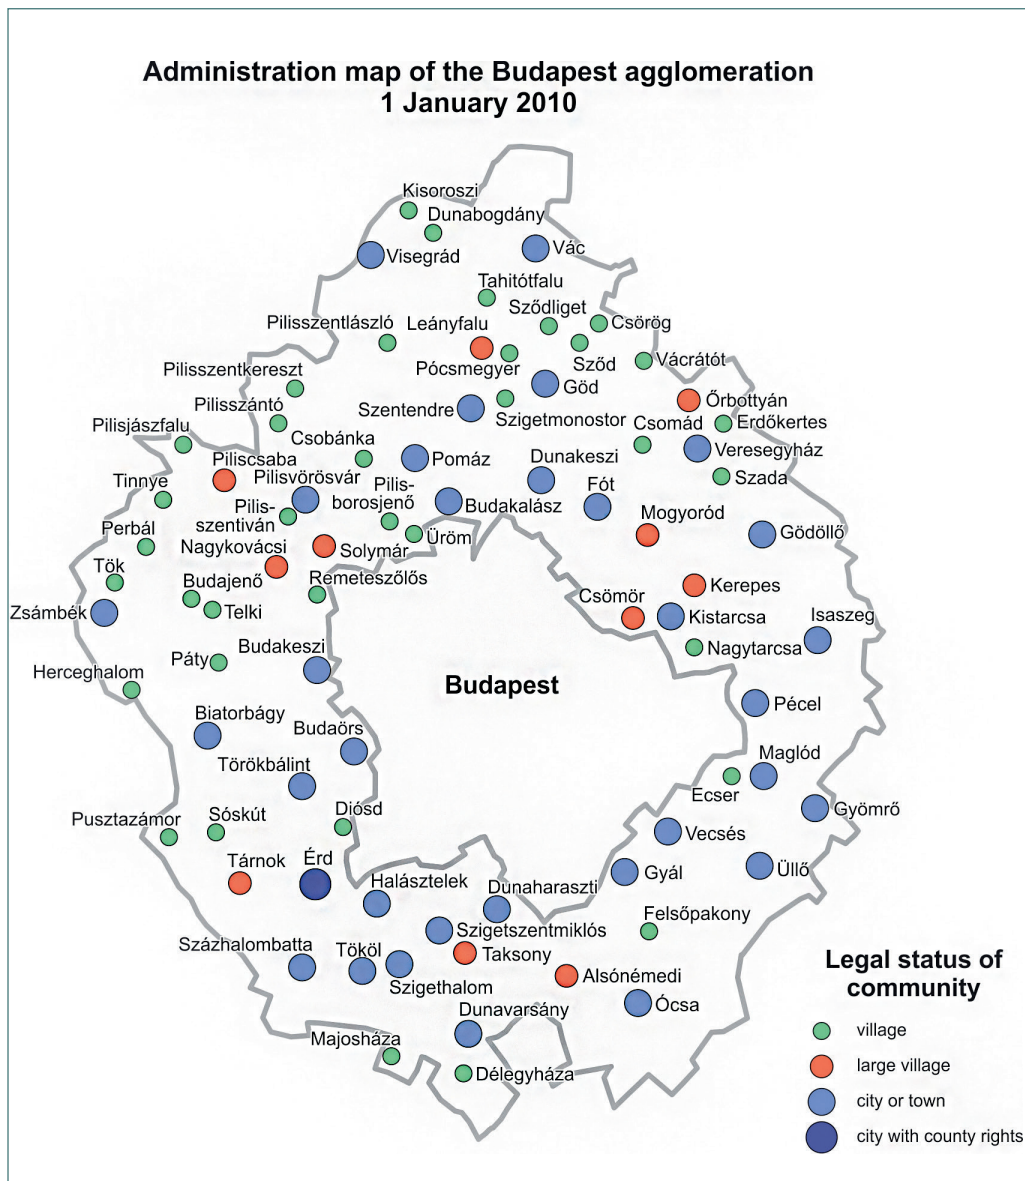 Administration map of the Budapest agglomeration
1 January 2010
Kisoroszi
Dunabogdány
Visegrád
Vác
Tahitótfalu
Sződliget
Pilisszentlászló
Leányfalu
Csörög
Sződ
Vácrátót
Pócsmegyer
Pilisszentkereszt
Göd
Pilisszántó
Szentendre
Szigetmonostor
Őrbottyán
Csomád
Erdőkertes
Pilisjászfalu
Csobánka
Veresegyház
Piliscsaba
Pomáz
Dunakeszi
Tinnye
Pilisvörösvár
Pilis-
borosjenő
Fót
Szada
Pilis-
szentiván
Budakalász
Mogyoród
Perbál
Üröm
Gödöllő
Nagykovácsi
Solymár
Tök
Budajenő
Remeteszőlős
Kerepes
Csömör
Zsámbék
Telki
Kistarcsa
Isaszeg
Budakeszi
Nagytarcsa
Páty
Herceghalom
Budapest
Pécel
Biatorbágy
Budaörs
Maglód
Törökbálint
Ecser
Gyömrő
Pusztazámor
Sóskút
Diósd
Vecsés
Tárnok
Érd
Gyál
Üllő
Halásztelek
Dunaharaszti
Felsőpakony
Szigetszentmiklós
Százhalombatta
Tököl
Taksony
Szigethalom
Alsónémedi
Ócsa
Dunavarsány
Majosháza
Délegyháza
Legal status of
community
village
large village
city or town
city with county rights